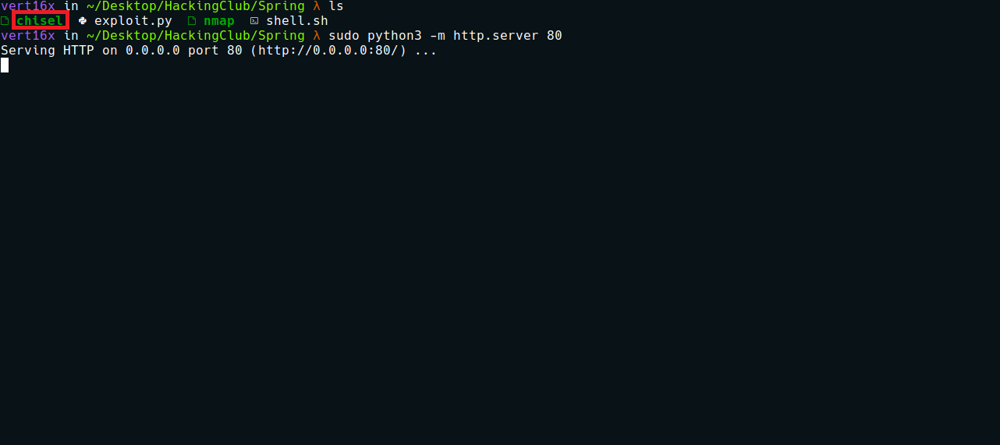 vert16x in ~/Desktop/HackingClub/Spring λ ls
chisel exploit.py nmap shell.sh
vert16x in ~/Desktop/HackingClub/Spring λ sudo python3 -m http.server 80
Serving HTTP on 0.0.0.0 port 80 (http://0.0.0.0:80/) ...